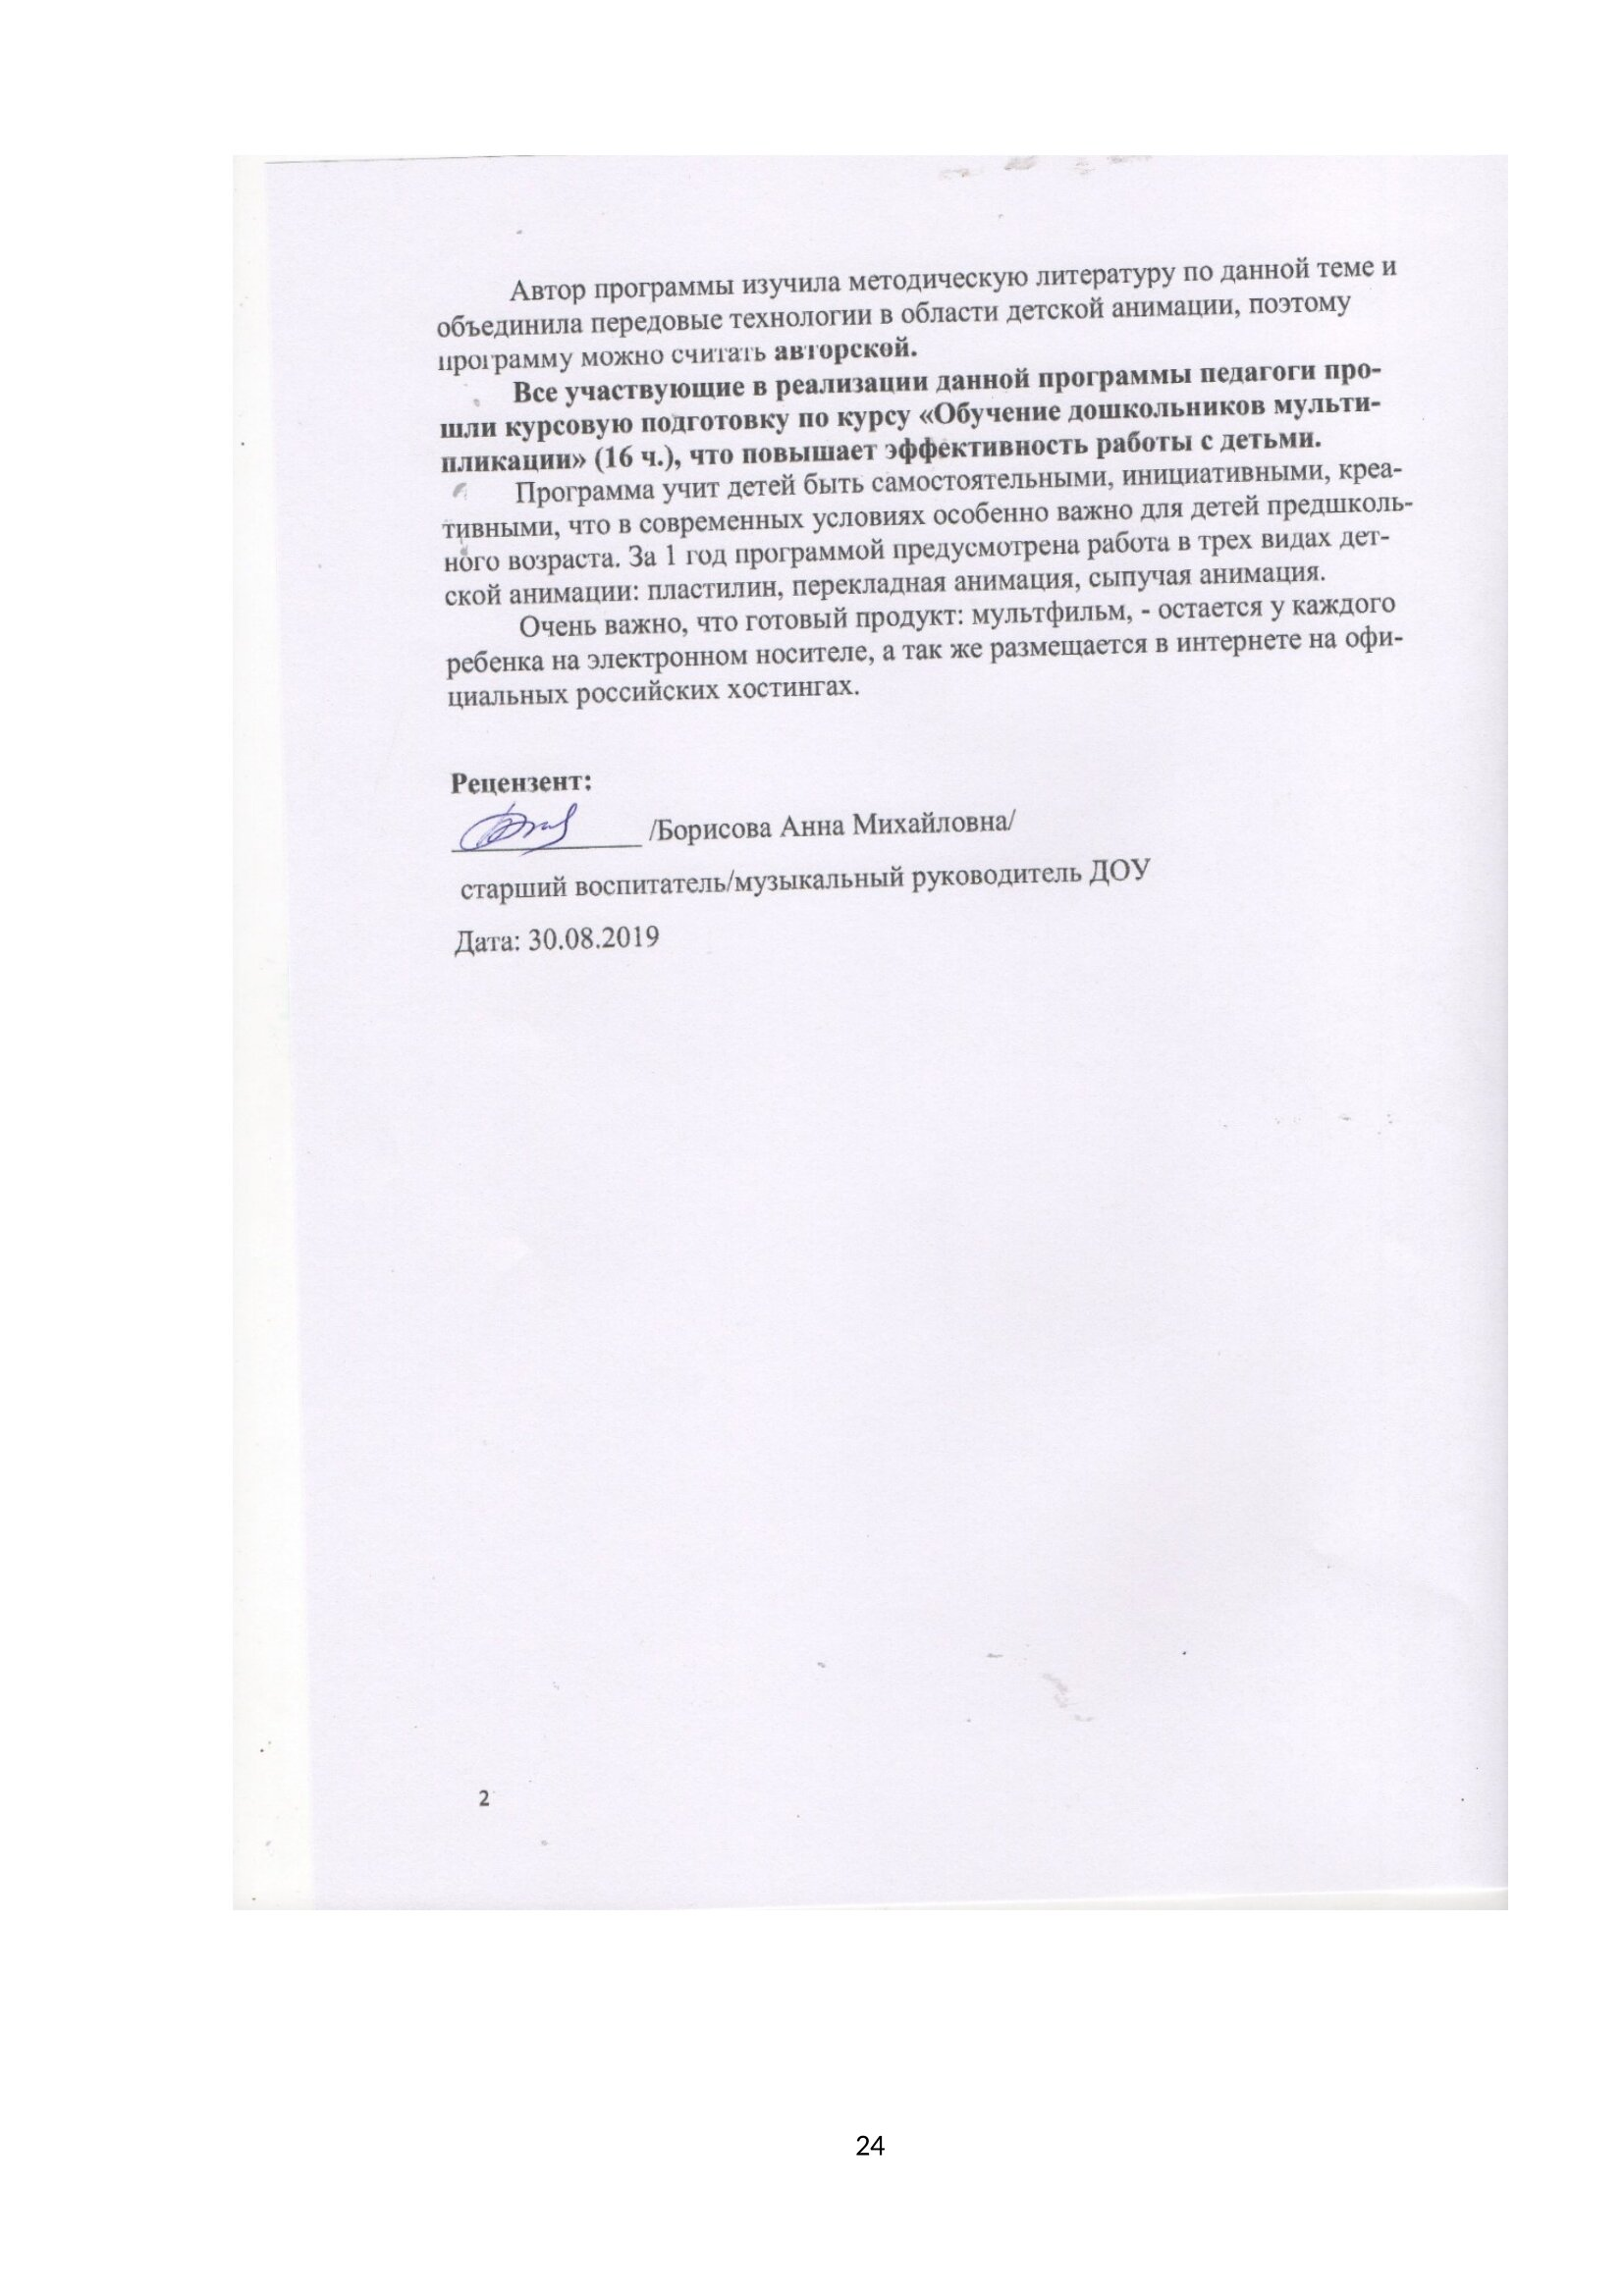 Автор программы изучила методическую литературу по данной теме и
объединила передовые технологии в области детской анимации, поэтому
программу можно считать авторской.
Все участвующие в реализации данной программы педагоги про-
шли курсовую подготовку по курсу «Обучение дошкольников мульти-
пликации» (16 ч.), что повышает эффективность работы с детьми.
Программа учит детей быть самостоятельными, инициативными, креа-
тивными, что в современных условиях особенно важно для детей предшколь-
ного возраста. За 1 год программой предусмотрена работа в трех видах дет-
ской анимации: пластилин, перекладная анимация, сыпучая анимация.
Очень важно, что готовый продукт: мультфильм, - остается у каждого
ребенка на электронном носителе, а так же размещается в интернете на офи-
циальных российских хостингах.
Рецензент:
/Борисова Анна Михайловна/
старший воспитатель/музыкальный руководитель ДОУ
Дата: 30.08.2019
2
24